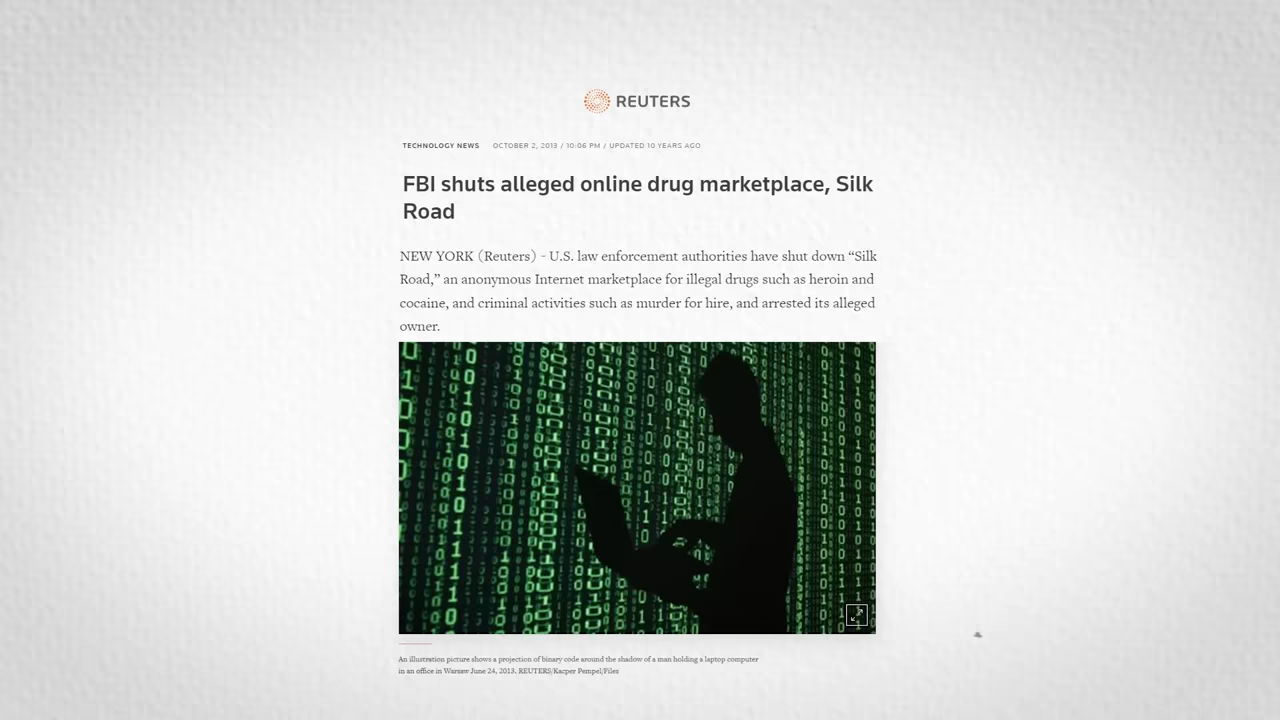 REUTERS
TECHNOLOGY NEWS OCTOBER 2, 2013 / 10:06 PM / UPDATED 10 YEARS AGO
FBI shuts alleged online drug marketplace, Silk
Road
NEW YORK (Reuters) - U.S. law enforcement authorities have shut down “Silk
Road,” an anonymous Internet marketplace for illegal drugs such as heroin and
cocaine, and criminal activities such as murder for hire, and arrested its alleged
owner.
An illustration picture shows a projection of binary code around the shadow of a man holding a laptop computer
in an office in Warsaw June 24, 2013. REUTERS/Kacper Pempel/Files